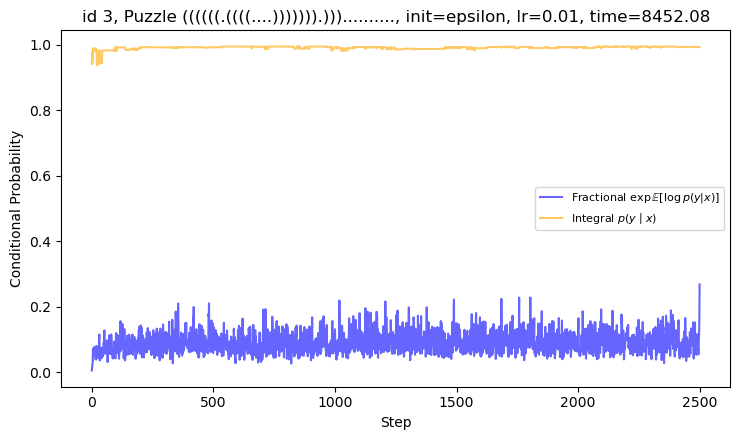 id 3, Puzzle ((((((.((((....))))))).))).........., init=epsilon, lr=0.01, time=8452.08
Conditional Probability
1.0
0.8
0.6
0.4
0.2
0.0
Fractional exp𝔼[log p(y|x)]
Integral p(y | x)
0
500
1000
1500
2000
2500
Step